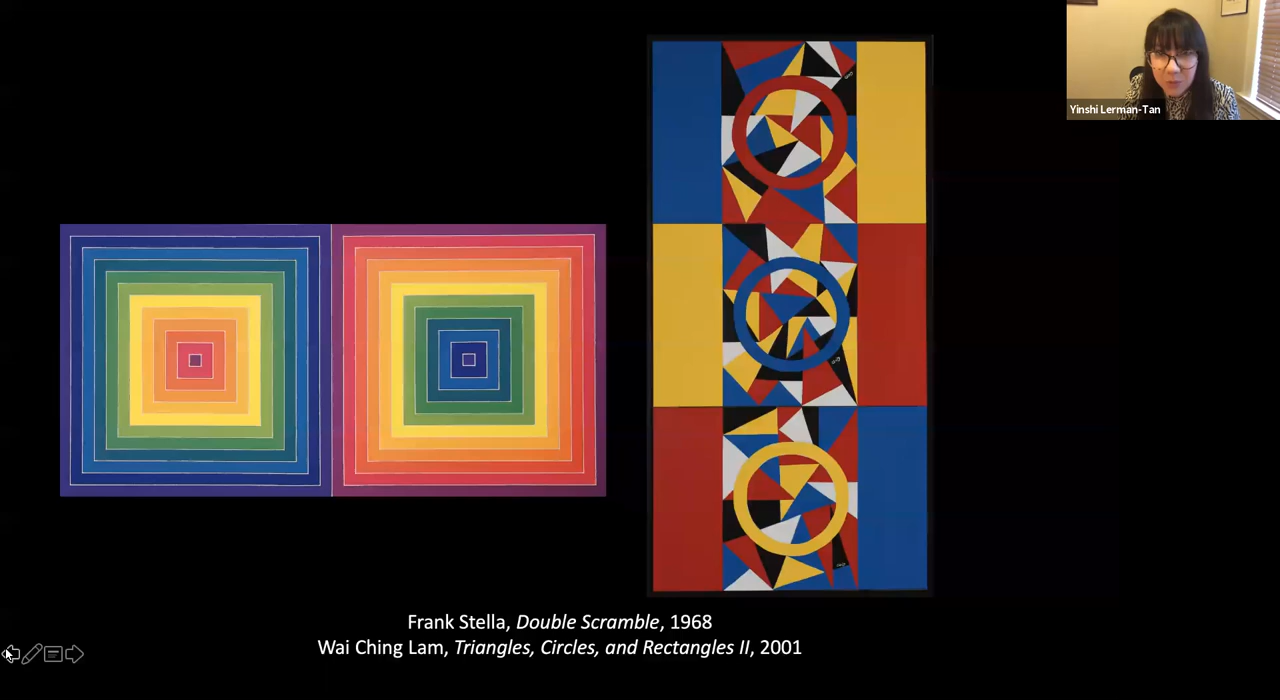 Yinshi Lerman-Tan
Frank Stella, Double Scramble, 1968
Wai Ching Lam, Triangles, Circles, and Rectangles II, 2001